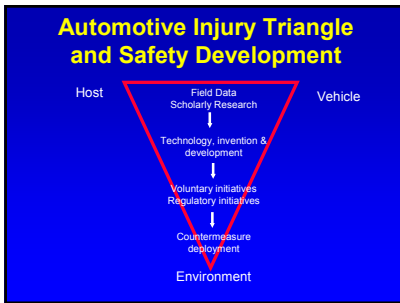 Automotive Injury Triangle
and Safety Development
Host
Vehicle
Field Data
Scholarly Research
Technology, invention &
development
Voluntary initiatives
Regulatory initiatives
Countermeasure
deployment
Environment